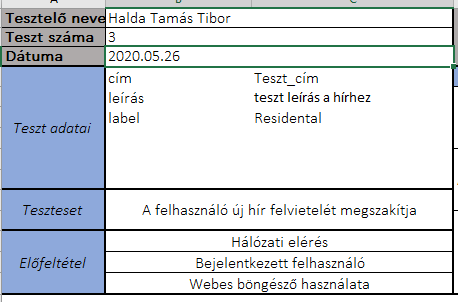 Tesztelő neve Halda Tamás Tibor
Teszt száma 3
Dátuma 2020.05.26
Teszt adatai
cím Teszt_cím
leírás teszt leírás a hírhez
label Residental
Teszteset A felhasználó új hír felvietelét megszakítja
Előfeltétel
Hálózati elérés
Bejelentkezett felhasználó
Webes böngésző használata